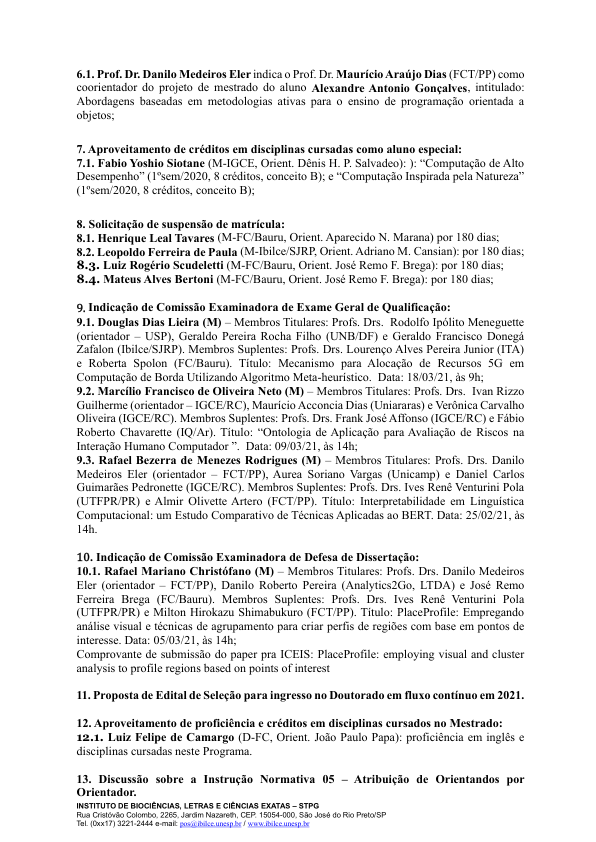 6.1. Prof. Dr. Danilo Medeiros Eler indica o Prof. Dr. Maurício Araújo Dias (FCT/PP) como
coorientador do projeto de mestrado do aluno Alexandre Antonio Gonçalves, intitulado:
Abordagens baseadas em metodologias ativas para o ensino de programação orientada a
objetos;
7. Aproveitamento de créditos em disciplinas cursadas como aluno especial:
7.1. Fabio Yoshio Siotane (M-IGCE, Orient. Dênis H. P. Salvadeo): ): “Computação de Alto
Desempenho” (1ºsem/2020, 8 créditos, conceito B); e “Computação Inspirada pela Natureza”
(1ºsem/2020, 8 créditos, conceito B);
8. Solicitação de suspensão de matrícula:
8.1. Henrique Leal Tavares (M-FC/Bauru, Orient. Aparecido N. Marana) por 180 dias;
8.2. Leopoldo Ferreira de Paula (M-Ibilce/SJRP, Orient. Adriano M. Cansian): por 180 dias;
8.3. Luiz Rogério Scudeletti (M-FC/Bauru, Orient. José Remo F. Brega): por 180 dias;
8.4. Mateus Alves Bertoni (M-FC/Bauru, Orient. José Remo F. Brega): por 180 dias;
9. Indicação de Comissão Examinadora de Exame Geral de Qualificação:
9.1. Douglas Dias Lieira (M) – Membros Titulares: Profs. Drs. Rodolfo Ipólito Meneguette
(orientador – USP), Geraldo Pereira Rocha Filho (UNB/DF) e Geraldo Francisco Donegá
Zafalon (Ibilce/SJRP). Membros Suplentes: Profs. Drs. Lourenço Alves Pereira Junior (ITA)
e Roberta Spolon (FC/Bauru). Título: Mecanismo para Alocação de Recursos 5G em
Computação de Borda Utilizando Algoritmo Meta-heurístico. Data: 18/03/21, às 9h;
9.2. Marcílio Francisco de Oliveira Neto (M) – Membros Titulares: Profs. Drs. Ivan Rizzo
Guilherme (orientador – IGCE/RC), Maurício Acconcia Dias (Uniararas) e Verônica Carvalho
Oliveira (IGCE/RC). Membros Suplentes: Profs. Drs. Frank José Affonso (IGCE/RC) e Fábio
Roberto Chavarette (IQ/Ar). Título: “Ontologia de Aplicação para Avaliação de Riscos na
Interação Humano Computador ”. Data: 09/03/21, às 14h;
9.3. Rafael Bezerra de Menezes Rodrigues (M) – Membros Titulares: Profs. Drs. Danilo
Medeiros Eler (orientador – FCT/PP), Aurea Soriano Vargas (Unicamp) e Daniel Carlos
Guimarães Pedronette (IGCE/RC). Membros Suplentes: Profs. Drs. Ives Renê Venturini Pola
(UTFPR/PR) e Almir Olivette Artero (FCT/PP). Título: Interpretabilidade em Linguística
Computacional: um Estudo Comparativo de Técnicas Aplicadas ao BERT. Data: 25/02/21, às
14h.
10. Indicação de Comissão Examinadora de Defesa de Dissertação:
10.1. Rafael Mariano Christófano (M) – Membros Titulares: Profs. Drs. Danilo Medeiros
Eler (orientador – FCT/PP), Danilo Roberto Pereira (Analytics2Go, LTDA) e José Remo
Ferreira Brega (FC/Bauru). Membros Suplentes: Profs. Drs. Ives Renê Venturini Pola
(UTFPR/PR) e Milton Hirokazu Shimabukuro (FCT/PP). Título: PlaceProfile: Empregando
análise visual e técnicas de agrupamento para criar perfis de regiões com base em pontos de
interesse. Data: 05/03/21, às 14h;
Comprovante de submissão do paper pra ICEIS: PlaceProfile: employing visual and cluster
analysis to profile regions based on points of interest
11. Proposta de Edital de Seleção para ingresso no Doutorado em fluxo contínuo em 2021.
12. Aproveitamento de proficiência e créditos em disciplinas cursados no Mestrado:
12.1. Luiz Felipe de Camargo (D-FC, Orient. João Paulo Papa): proficiência em inglês e
disciplinas cursadas neste Programa.
13. Discussão sobre a Instrução Normativa 05 – Atribuição de Orientandos por
Orientador.
INSTITUTO DE BIOCIÊNCIAS, LETRAS E CIÊNCIAS EXATAS – STPG
Rua Cristóvão Colombo, 2265, Jardim Nazareth, CEP. 15054-000, São José do Rio Preto/SP
Tel. (0xx17) 3221-2444 e-mail: pos@ibilce.unesp.br / www.ibilce.unesp.br